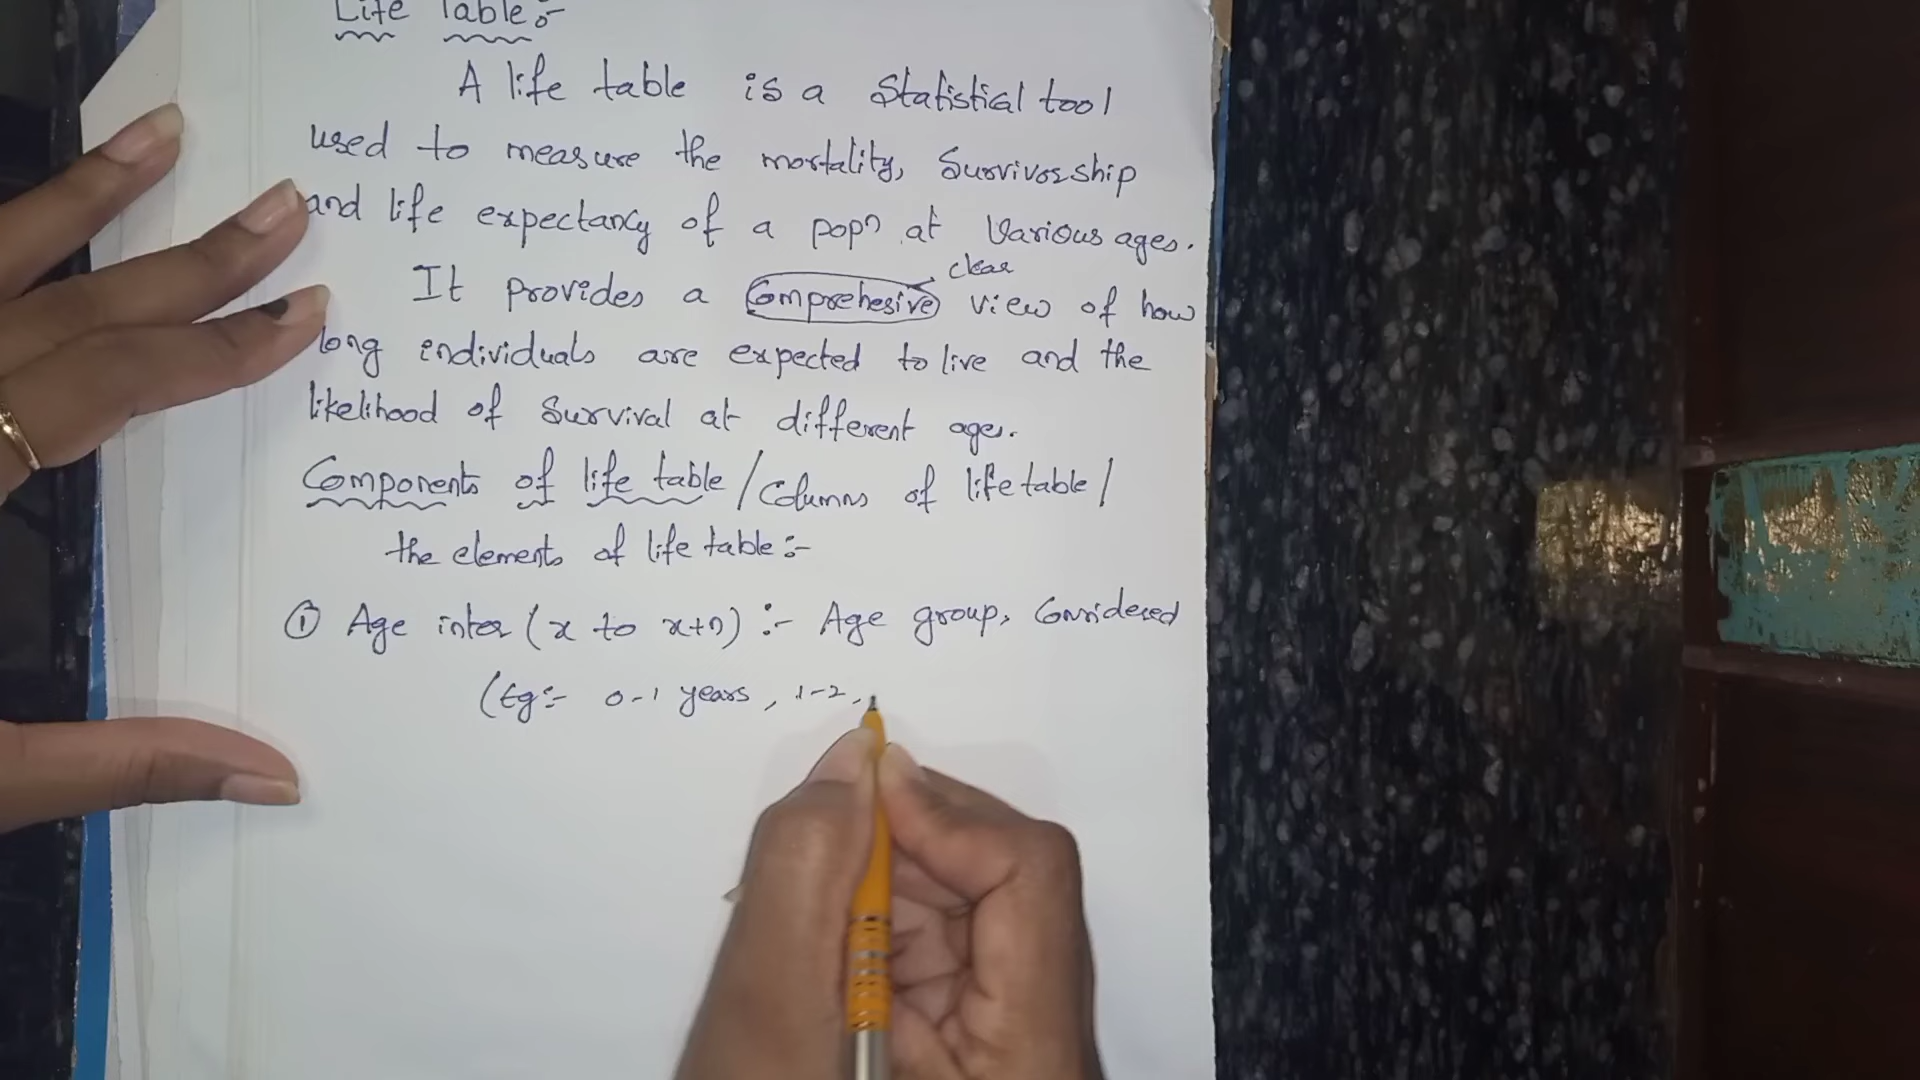 Life Table:-
A life table is a Statistical tool
used to measure the mortality, Survivorship
and life expectancy of a popn at Various ages.
clear
It provides a Comprehesive view of how
long individuals are expected to live and the
likelihood of Survival at different ages.
Components of life table / Columns of life table /
the elements of life table :-
① Age inter (x to x+n) :- Age group, Considered
(Eg:- 0-1 years, 1-2,